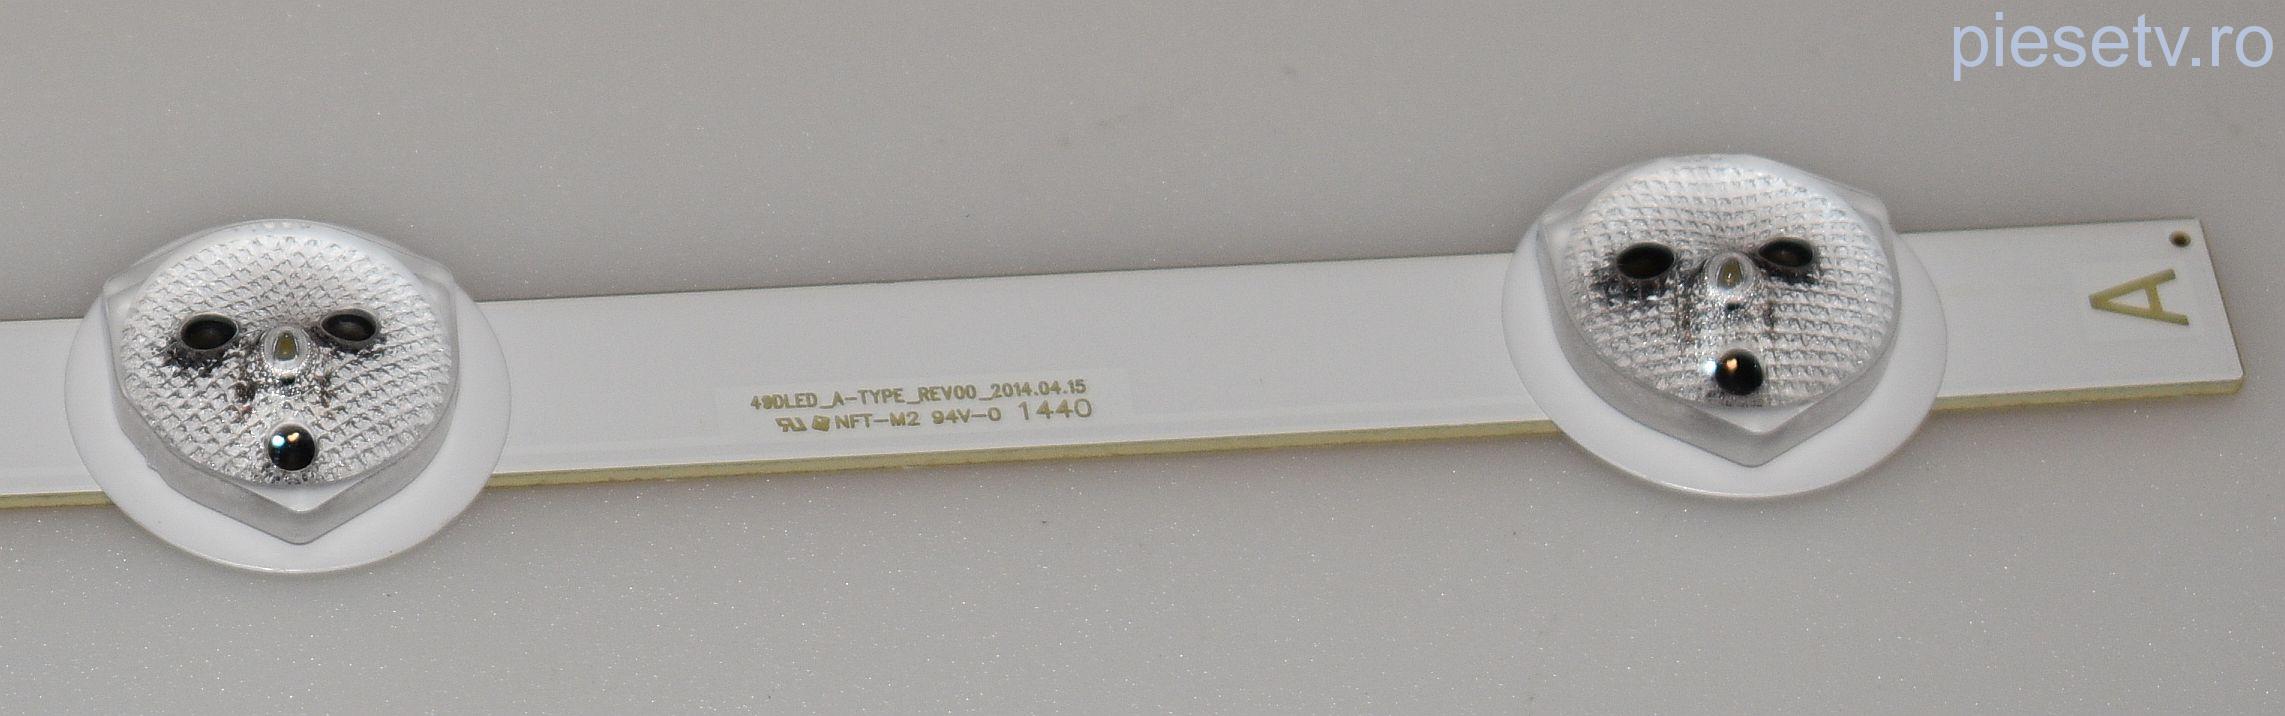 piesetv.ro
A
49DLED_A-TYPE_REV00_2014.04.15
NFT-M2 94V-0 1440